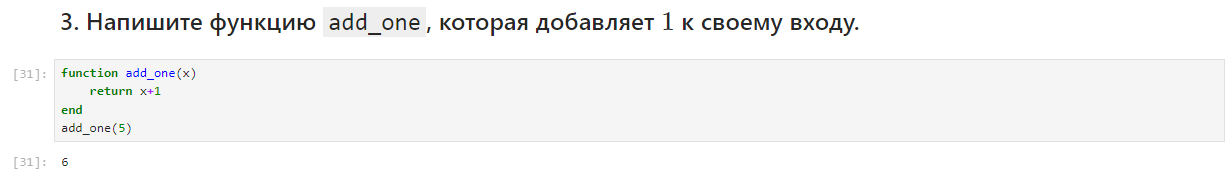 3. Напишите функцию add_one, которая добавляет 1 к своему входу.
[31]: function add_one(x)
    return x+1
end
add_one(5)
[31]: 6